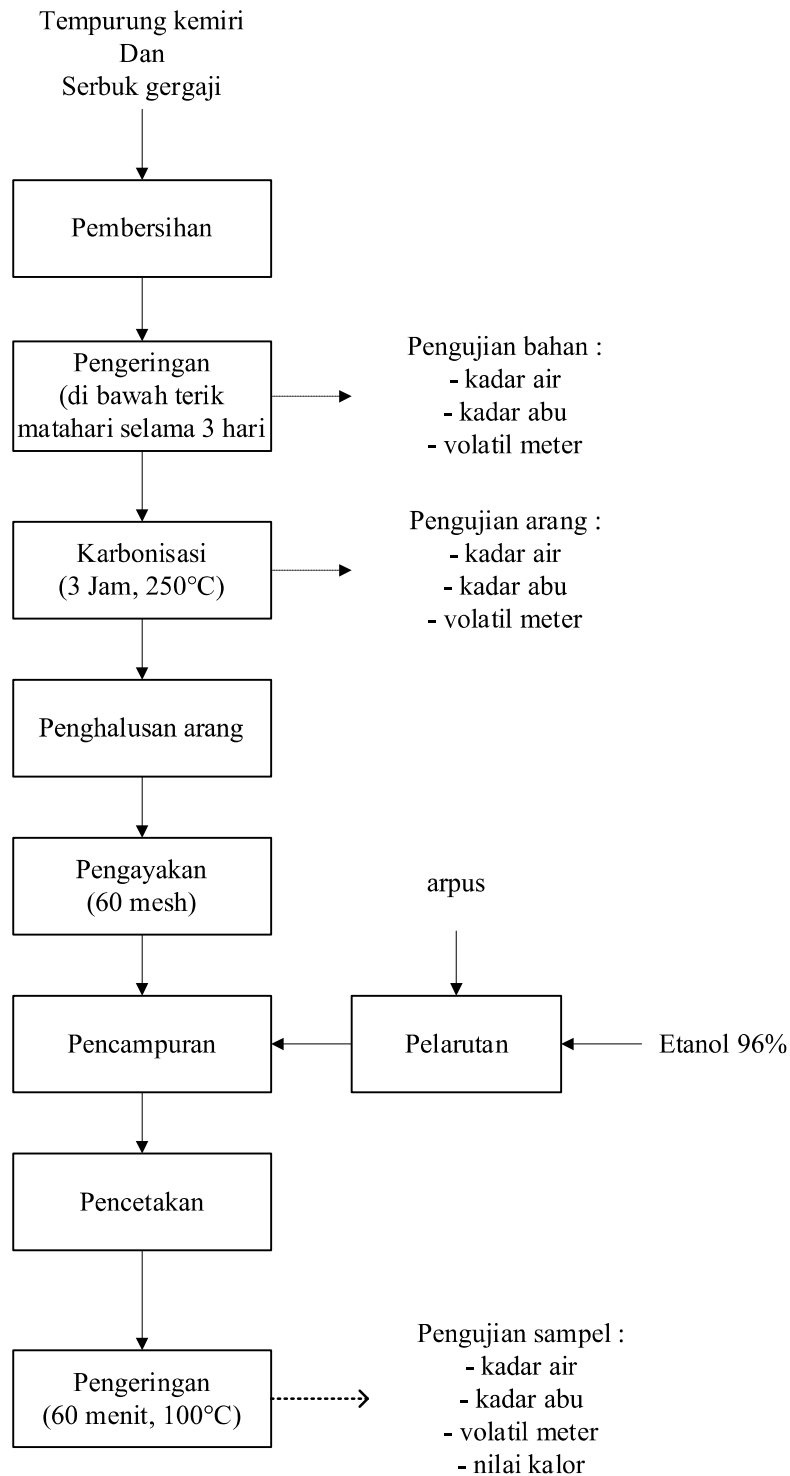 Tempurung kemiri
Dan
Serbuk gergaji
Pembersihan
Pengeringan
(di bawah terik
matahari selama 3 hari
Pengujian bahan :
- kadar air
- kadar abu
- volatil meter
Karbonisasi
(3 Jam, 250°C)
Pengujian arang :
- kadar air
- kadar abu
- volatil meter
Penghalusan arang
Pengayakan
(60 mesh)
arpus
Pencampuran
Pelarutan
Etanol 96%
Pencetakan
Pengeringan
(60 menit, 100°C)
Pengujian sampel :
- kadar air
- kadar abu
- volatil meter
- nilai kalor